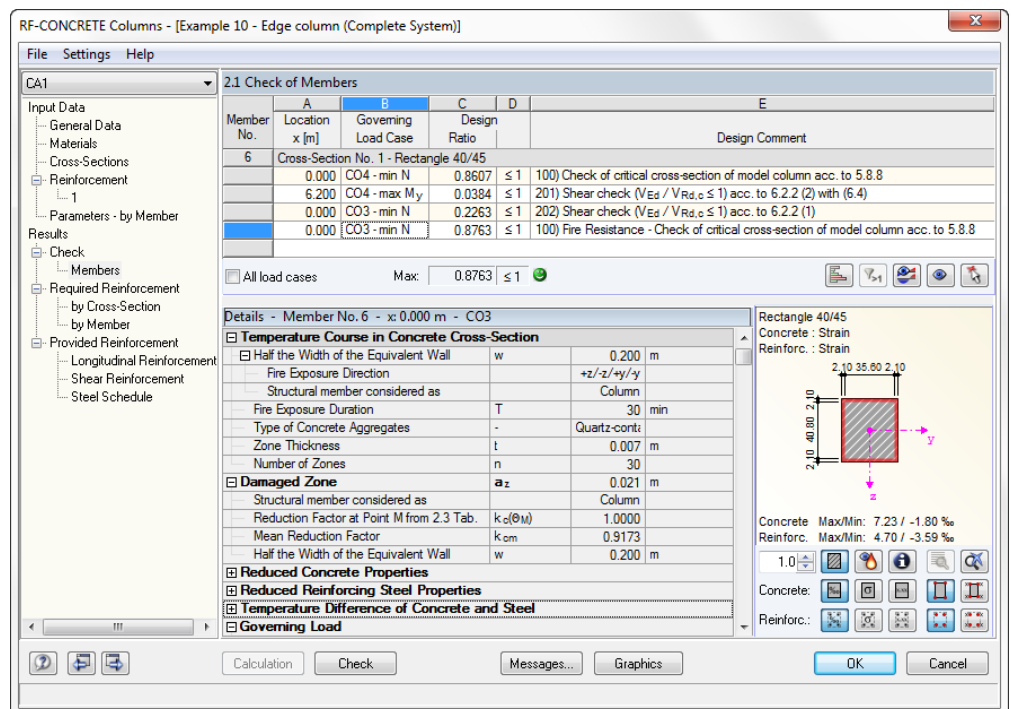 RF-CONCRETE Columns - [Example 10 - Edge column (Complete System)]
File Settings Help
CA1
Input Data
General Data
Materials
Cross-Sections
Reinforcement
1
Parameters - by Member
Results
Check
Members
Required Reinforcement
by Cross-Section
by Member
Provided Reinforcement
Longitudinal Reinforcement
Shear Reinforcement
Steel Schedule
2.1 Check of Members
A B C D E
Member Location Governing Design
No. x [m] Load Case Ratio Design Comment
6 Cross-Section No. 1 - Rectangle 40/45
0.000 CO4 - min N 0.8607 ≤ 1 100) Check of critical cross-section of model column acc. to 5.8.8
6.200 CO4 - max My 0.0384 ≤ 1 201) Shear check (VEd / VRd,c ≤ 1) acc. to 6.2.2 (2) with (6.4)
0.000 CO3 - min N 0.2263 ≤ 1 202) Shear check (VEd / VRd,c ≤ 1) acc. to 6.2.2 (1)
0.000 CO3 - min N 0.8763 ≤ 1 100) Fire Resistance - Check of critical cross-section of model column acc. to 5.8.8
All load cases Max: 0.8763 ≤ 1
>1
Details - Member No. 6 - x: 0.000 m - CO3
Temperature Course in Concrete Cross-Section
Half the Width of the Equivalent Wall w 0.200 m
Fire Exposure Direction +z/-z/+y/-y
Structural member considered as Column
Fire Exposure Duration T 30 min
Type of Concrete Aggregates - Quartz-conta
Zone Thickness t 0.007 m
Number of Zones n 30
Damaged Zone az 0.021 m
Structural member considered as Column
Reduction Factor at Point M from 2.3 Tab. kc(ΘM) 1.0000
Mean Reduction Factor kcm 0.9173
Half the Width of the Equivalent Wall w 0.200 m
Reduced Concrete Properties
Reduced Reinforcing Steel Properties
Temperature Difference of Concrete and Steel
Governing Load
Rectangle 40/45
Concrete : Strain
Reinforc. : Strain
2.10 35.60 2.10
2.10
40.80
2.10
y
z
Concrete Max/Min: 7.23 / -1.80 ‰
Reinforc. Max/Min: 4.70 / -3.59 ‰
1.0
Concrete: σ
Reinforc.: σ
Calculation Check Messages... Graphics OK Cancel